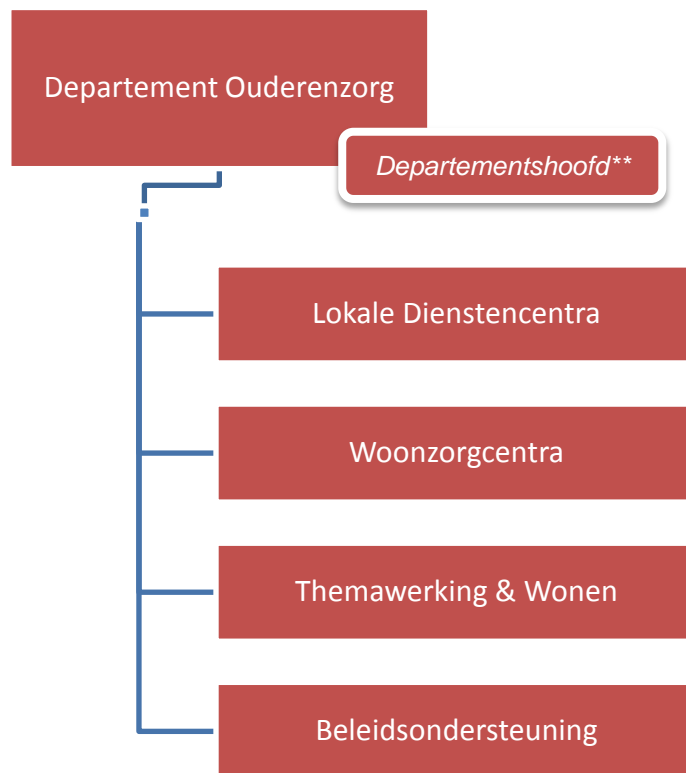 Departement Ouderenzorg
Departementshoofd**
Lokale Dienstencentra
Woonzorgcentra
Themawerking & Wonen
Beleidsondersteuning